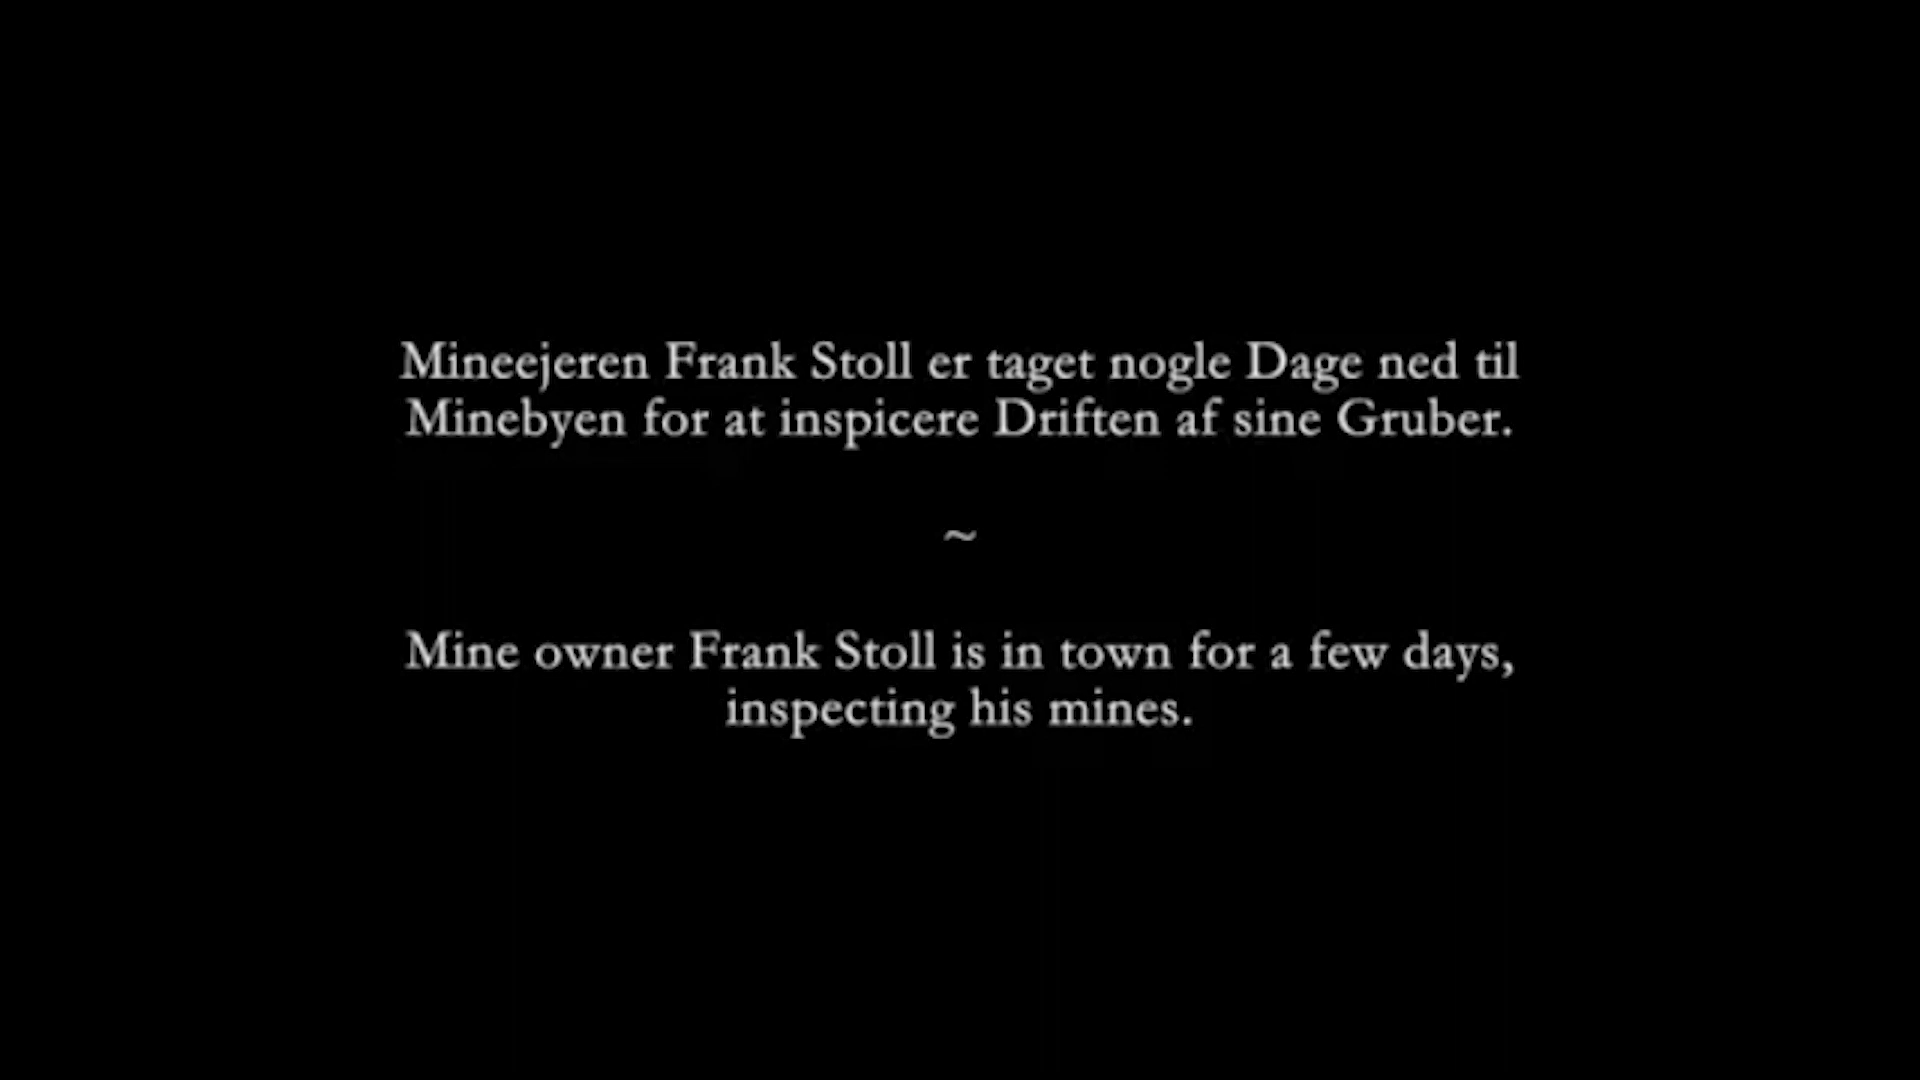 Mineejeren Frank Stoll er taget nogle Dage ned til
Minebyen for at inspicere Driften af sine Gruber.
~
Mine owner Frank Stoll is in town for a few days,
inspecting his mines.